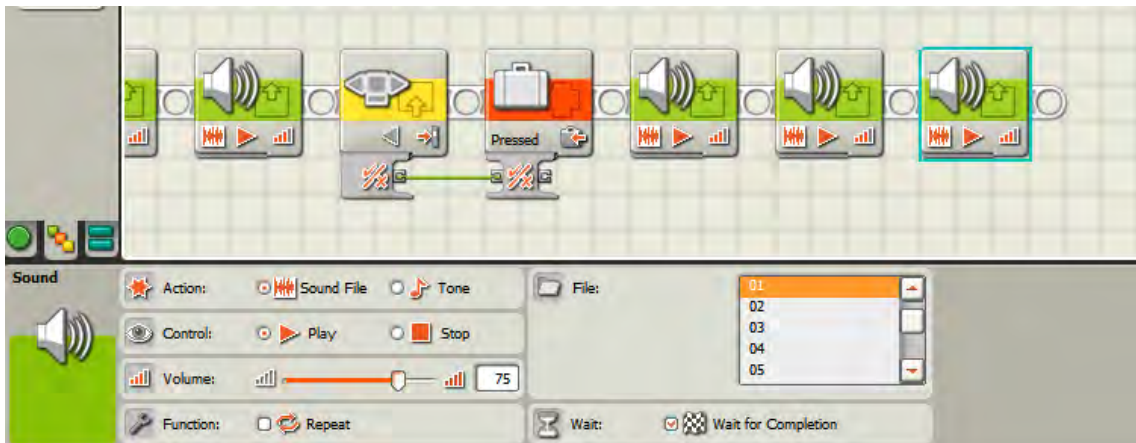 Pressed
Sound
Action: Sound File Tone
Control: Play Stop
Volume: 75
Function: Repeat
File:
01
02
03
04
05
Wait: Wait for Completion